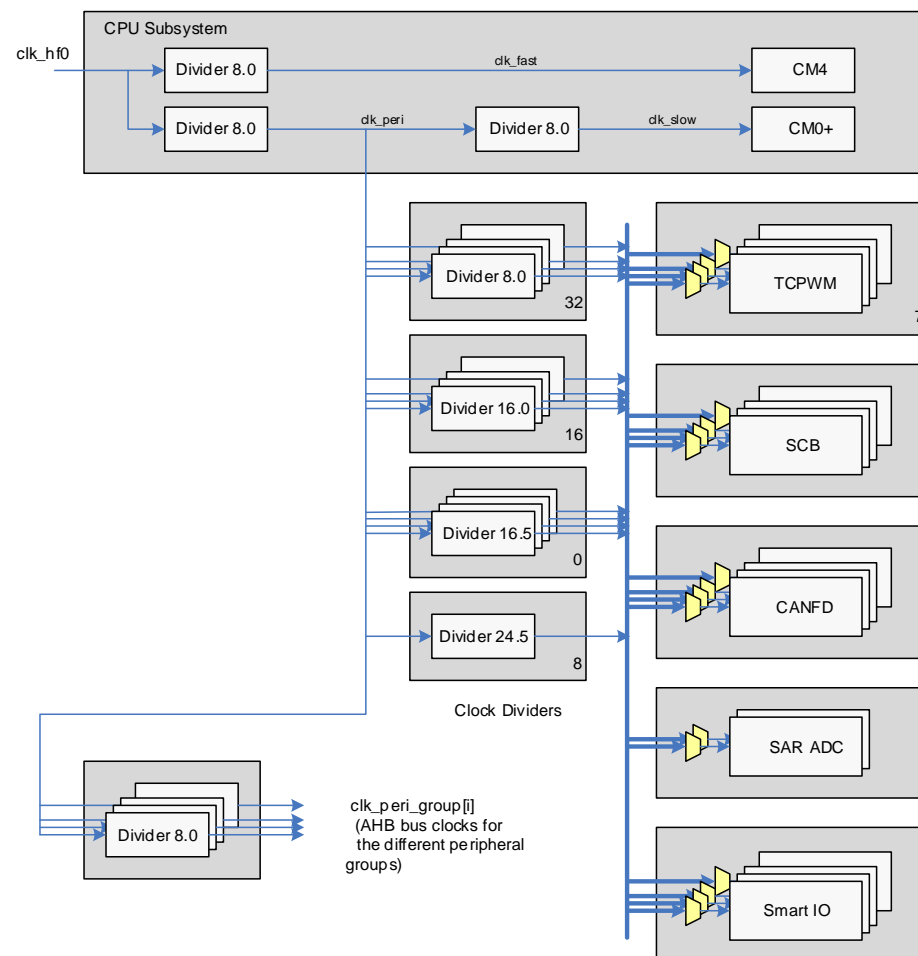 CPU Subsystem
clk_hf0
Divider 8.0
clk_fast
CM4
Divider 8.0
clk_peri
Divider 8.0
clk_slow
CM0+
Divider 8.0
32
TCPWM
Divider 16.0
16
SCB
Divider 16.5
0
CANFD
Divider 24.5
8
Clock Dividers
SAR ADC
Divider 8.0
clk_peri_group[i]
(AHB bus clocks for
the different peripheral
groups)
Smart IO